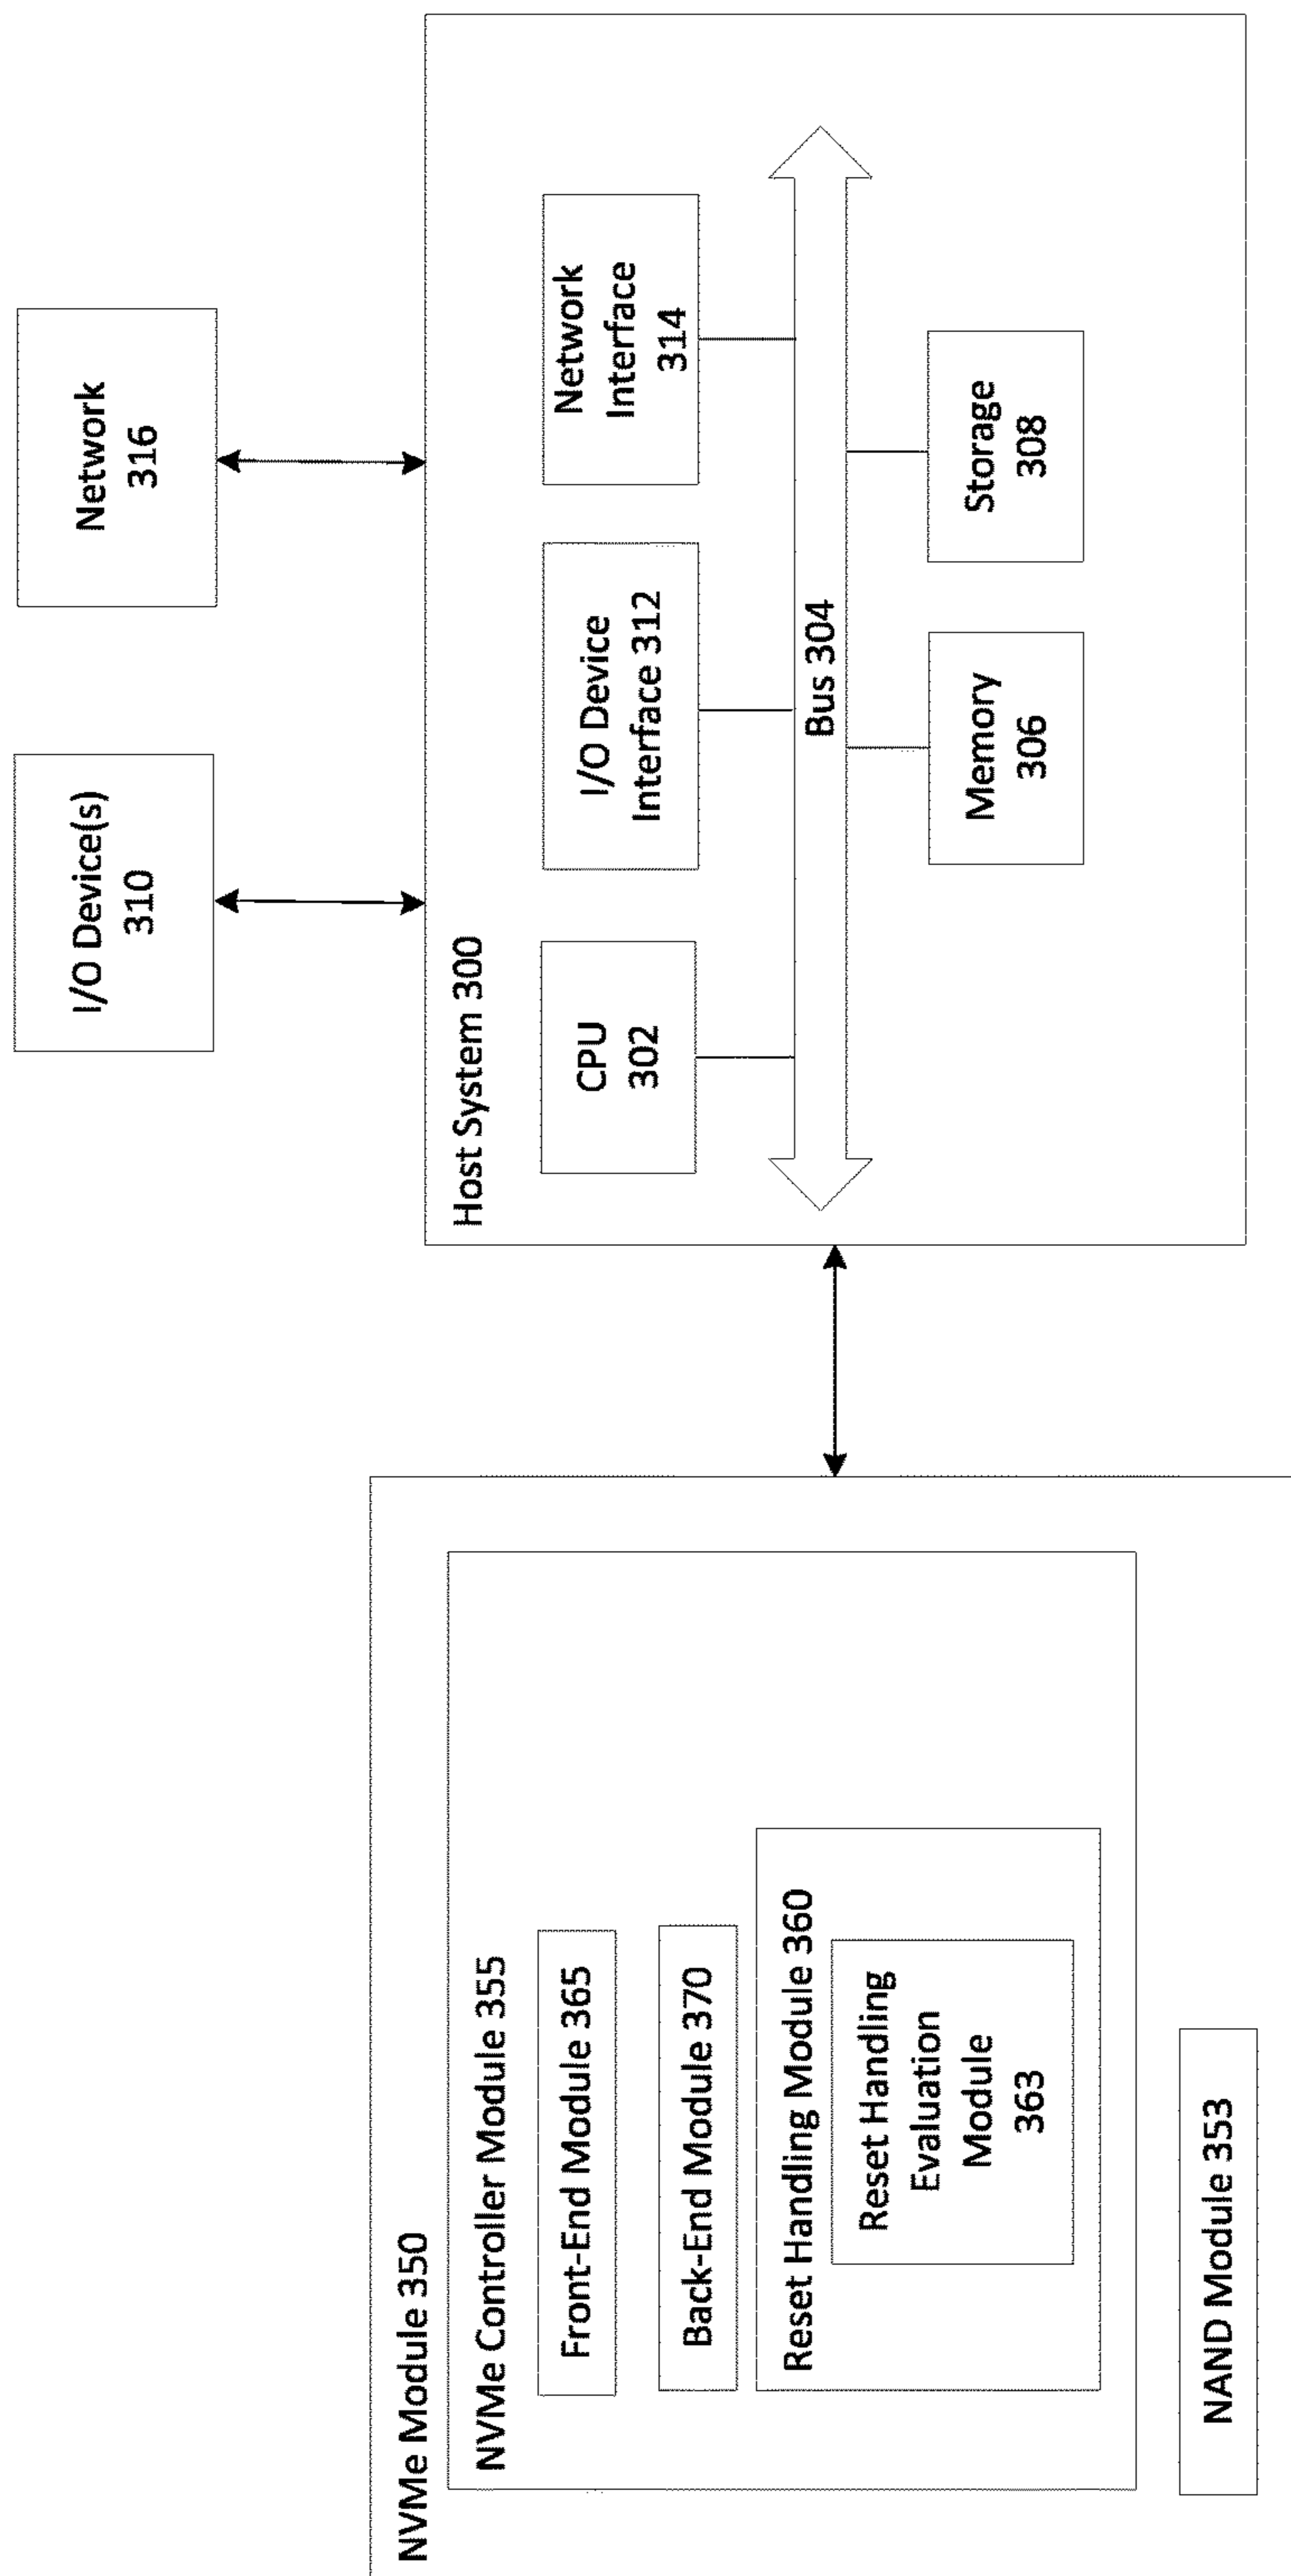 NVMe Module 350
NVMe Controller Module 355
Front-End Module 365
Back-End Module 370
Reset Handling Module 360
Reset Handling
Evaluation
Module
363
NAND Module 353
I/O Device(s)
310
Network
316
Host System 300
CPU
302
I/O Device
Interface 312
Network
Interface
314
Bus 304
Memory
306
Storage
308